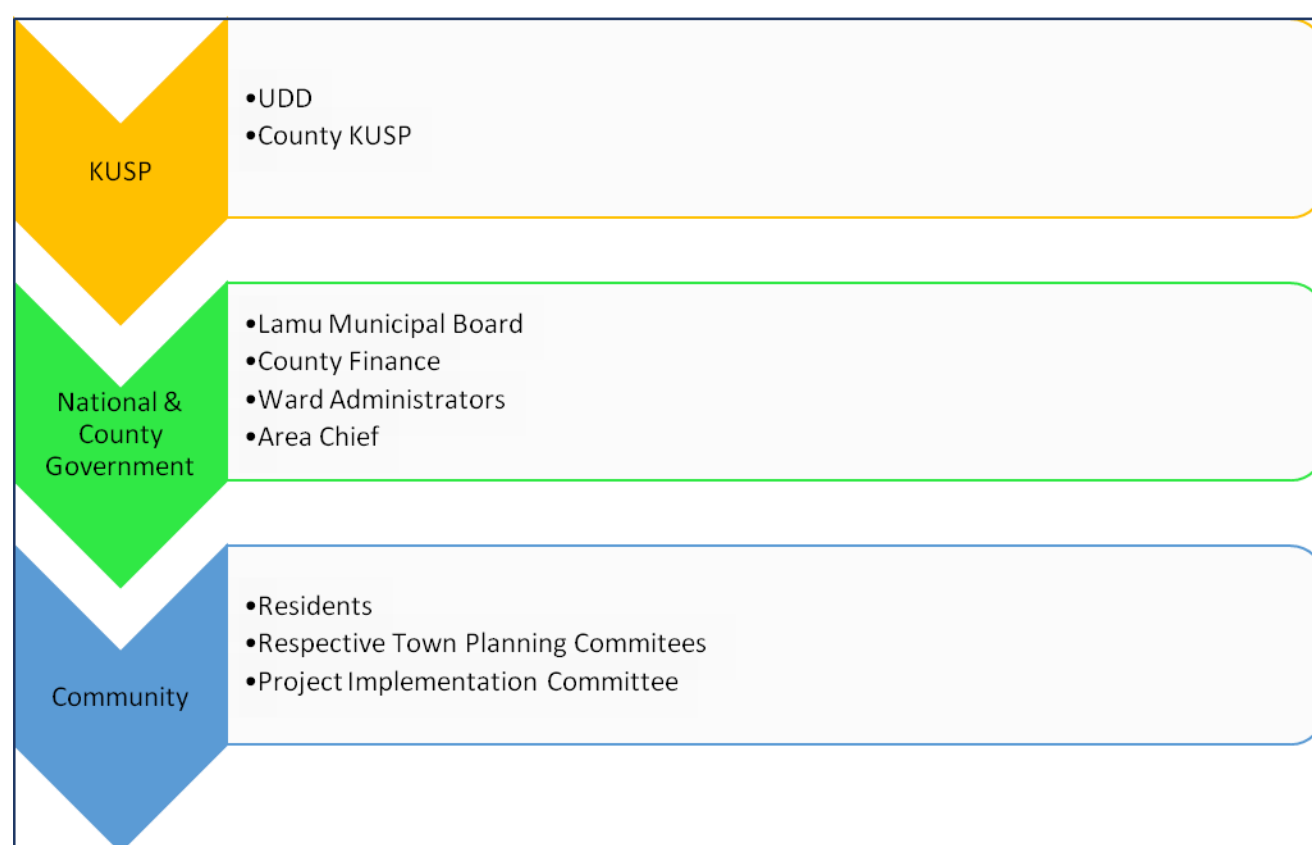 KUSP
•UDD
•County KUSP
National &
County
Government
•Lamu Municipal Board
•County Finance
•Ward Administrators
•Area Chief
Community
•Residents
•Respective Town Planning Commitees
•Project Implementation Committee